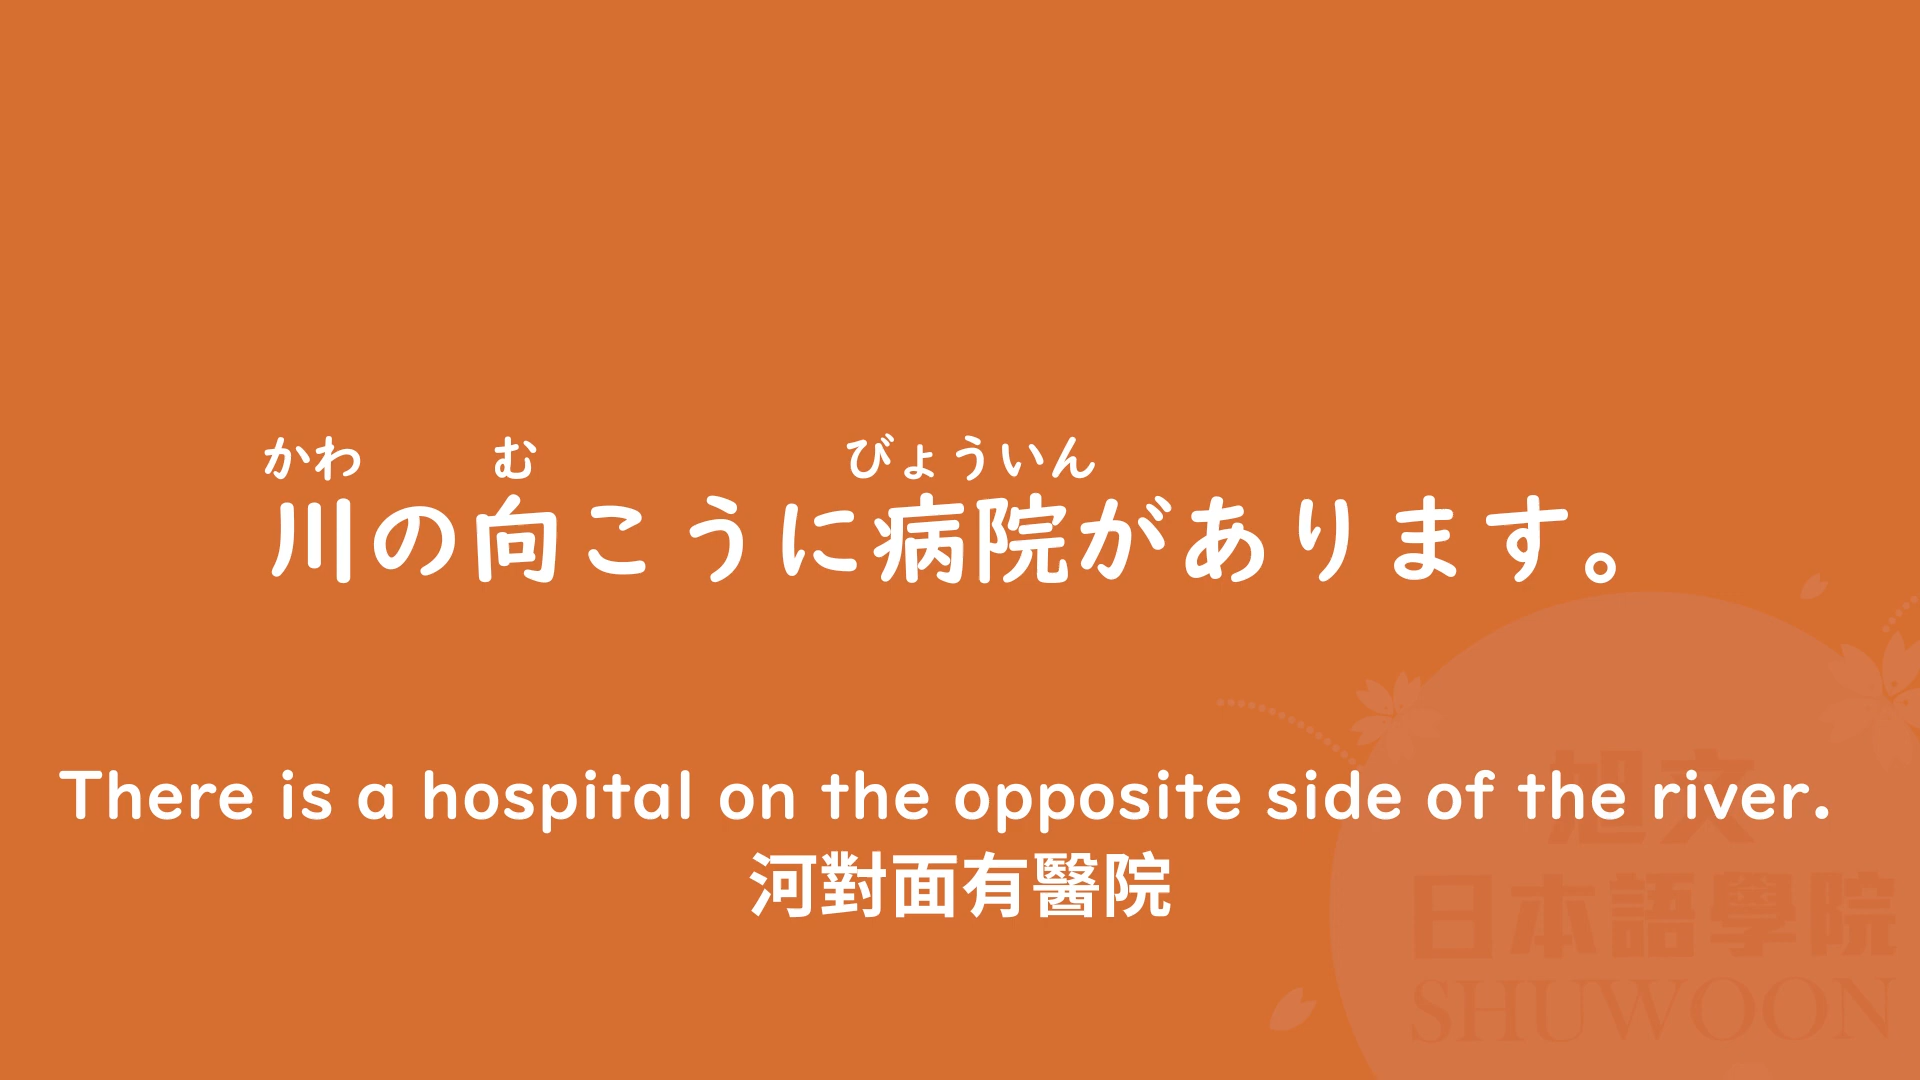 かわ む びょういん
川の向こうに病院があります。
There is a hospital on the opposite side of the river.
河對面有醫院
旭文
日本語學院
SHUWOON